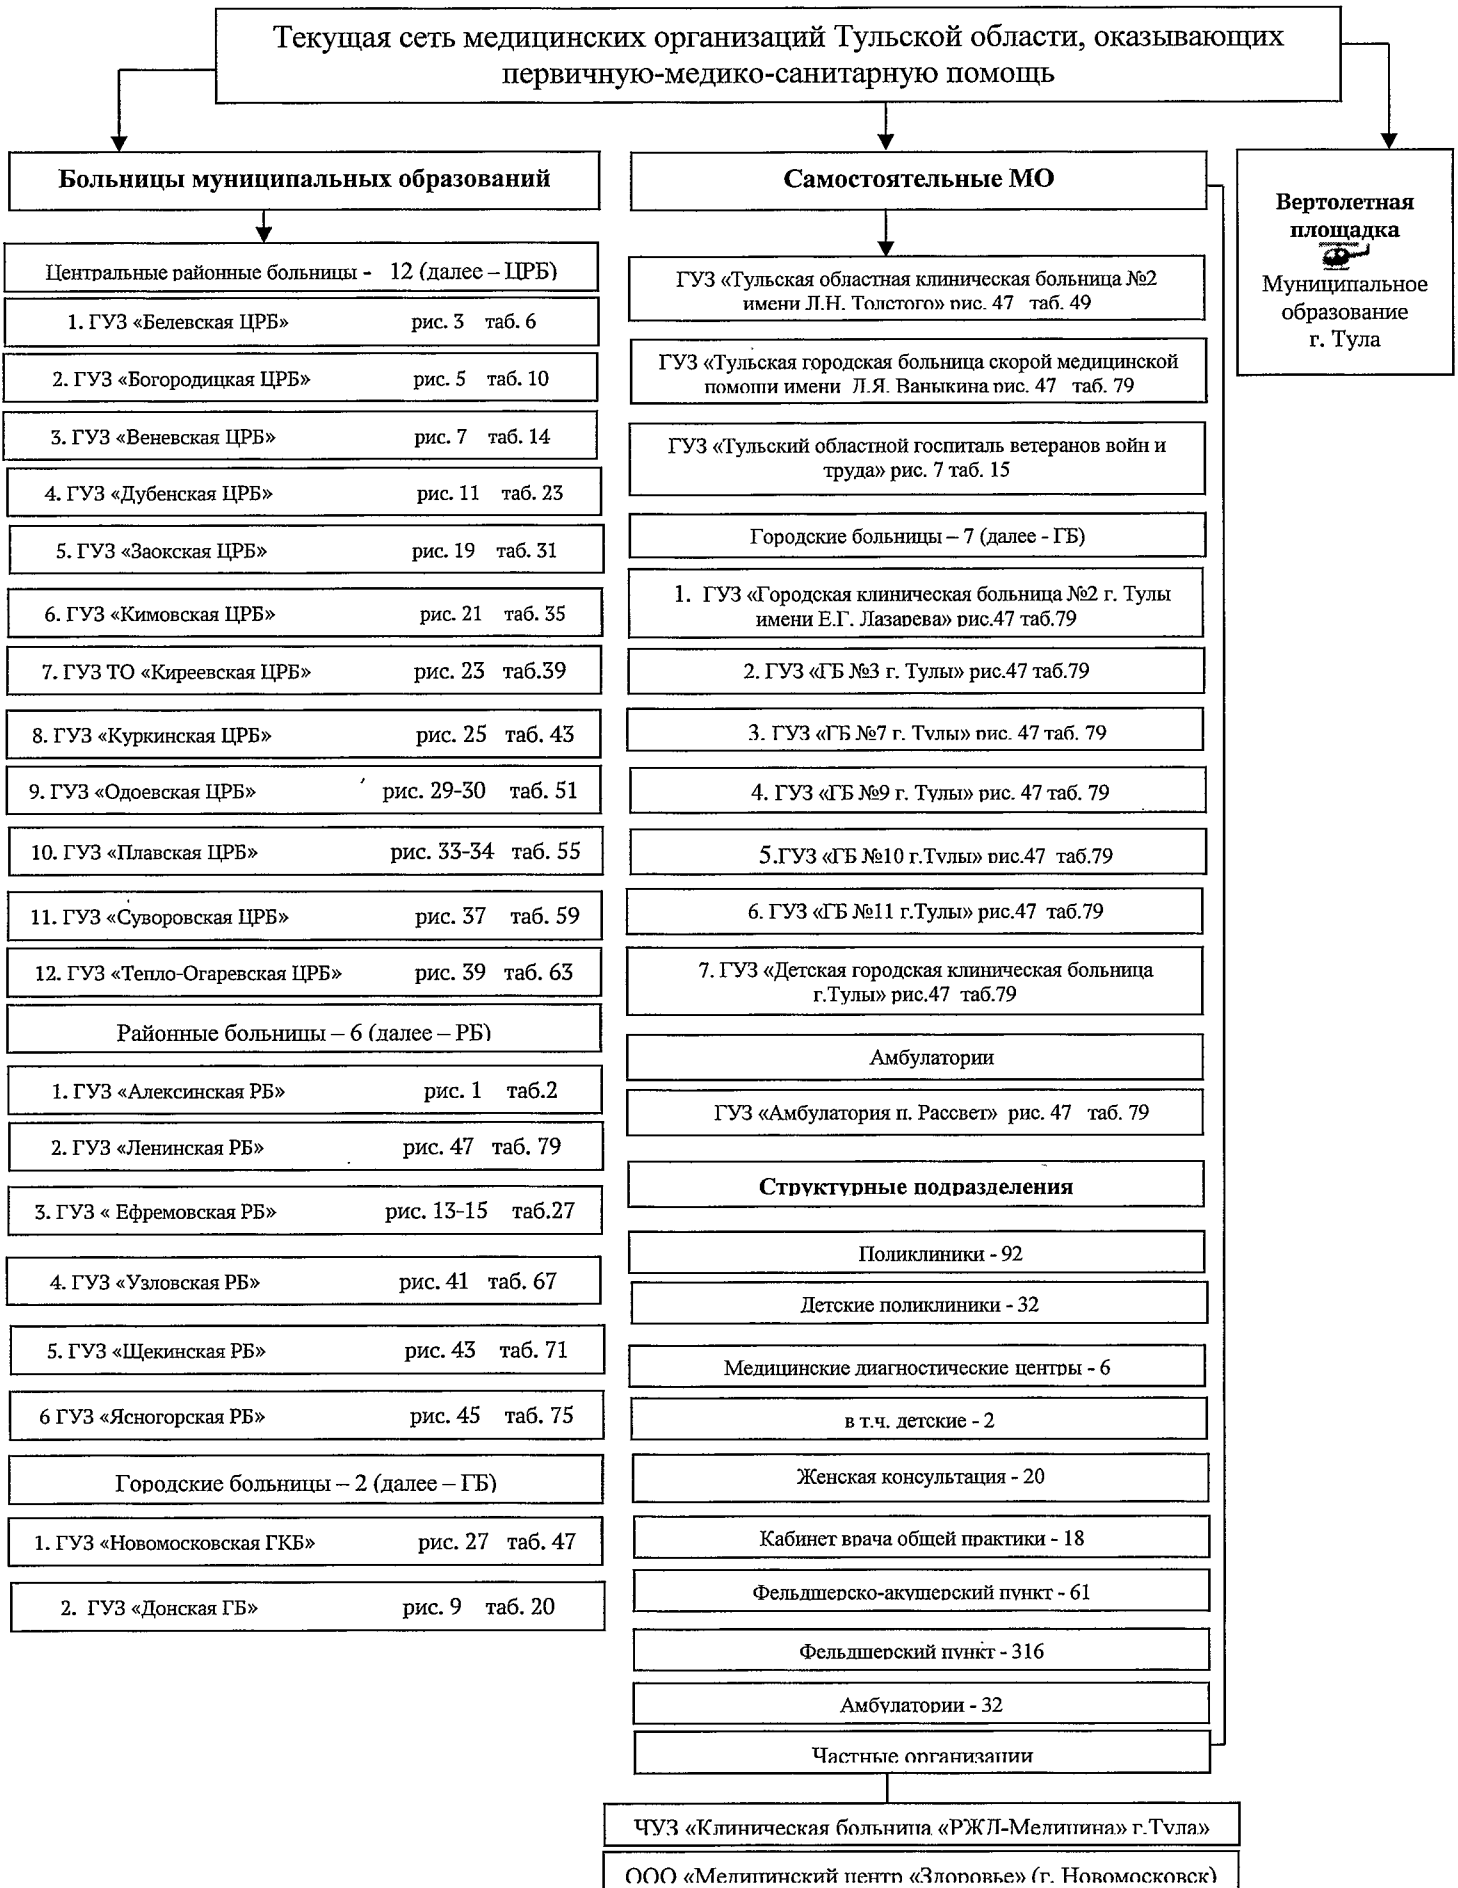 Текущая сеть медицинских организаций Тульской области, оказывающих
первичную-медико-санитарную помощь
Больницы муниципальных образований
Центральные районные больницы - 12 (далее – ЦРБ)
1. ГУЗ «Белевская ЦРБ» рис. 3 таб. 6
2. ГУЗ «Богородицкая ЦРБ» рис. 5 таб. 10
3. ГУЗ «Веневская ЦРБ» рис. 7 таб. 14
4. ГУЗ «Дубенская ЦРБ» рис. 11 таб. 23
5. ГУЗ «Заокская ЦРБ» рис. 19 таб. 31
6. ГУЗ «Кимовская ЦРБ» рис. 21 таб. 35
7. ГУЗ ТО «Киреевская ЦРБ» рис. 23 таб.39
8. ГУЗ «Куркинская ЦРБ» рис. 25 таб. 43
9. ГУЗ «Одоевская ЦРБ» рис. 29-30 таб. 51
10. ГУЗ «Плавская ЦРБ» рис. 33-34 таб. 55
11. ГУЗ «Суворовская ЦРБ» рис. 37 таб. 59
12. ГУЗ «Тепло-Огаревская ЦРБ» рис. 39 таб. 63
Районные больницы – 6 (далее – РБ)
1. ГУЗ «Алексинская РБ» рис. 1 таб.2
2. ГУЗ «Ленинская РБ» рис. 47 таб. 79
3. ГУЗ « Ефремовская РБ» рис. 13-15 таб.27
4. ГУЗ «Узловская РБ» рис. 41 таб. 67
5. ГУЗ «Щекинская РБ» рис. 43 таб. 71
6 ГУЗ «Ясногорская РБ» рис. 45 таб. 75
Городские больницы – 2 (далее – ГБ)
1. ГУЗ «Новомосковская ГКБ» рис. 27 таб. 47
2. ГУЗ «Донская ГБ» рис. 9 таб. 20
Самостоятельные МО
ГУЗ «Тульская областная клиническая больница №2
имени Л.Н. Толстого» рис. 47 таб. 49
ГУЗ «Тульская городская больница скорой медицинской
помощи имени Л.Я. Ваныкина рис. 47 таб. 79
ГУЗ «Тульский областной госпиталь ветеранов войн и
труда» рис. 7 таб. 15
Городские больницы – 7 (далее - ГБ)
1. ГУЗ «Городская клиническая больница №2 г. Тулы
имени Е.Г. Лазарева» рис.47 таб.79
2. ГУЗ «ГБ №3 г. Тулы» рис.47 таб.79
3. ГУЗ «ГБ №7 г. Тулы» рис. 47 таб. 79
4. ГУЗ «ГБ №9 г. Тулы» рис. 47 таб. 79
5.ГУЗ «ГБ №10 г.Тулы» рис.47 таб.79
6. ГУЗ «ГБ №11 г.Тулы» рис.47 таб.79
7. ГУЗ «Детская городская клиническая больница
г.Тулы» рис.47 таб.79
Амбулатории
ГУЗ «Амбулатория п. Рассвет» рис. 47 таб. 79
Структурные подразделения
Поликлиники - 92
Детские поликлиники - 32
Медицинские диагностические центры - 6
в т.ч. детские - 2
Женская консультация - 20
Кабинет врача общей практики - 18
Фельдшерско-акушерский пункт - 61
Фельдшерский пункт - 316
Амбулатории - 32
Частные организации
ЧУЗ «Клиническая больница «РЖД-Медицина» г.Тула»
ООО «Медицинский центр «Здоровье» (г. Новомосковск)
Вертолетная
площадка
Муниципальное
образование
г. Тула